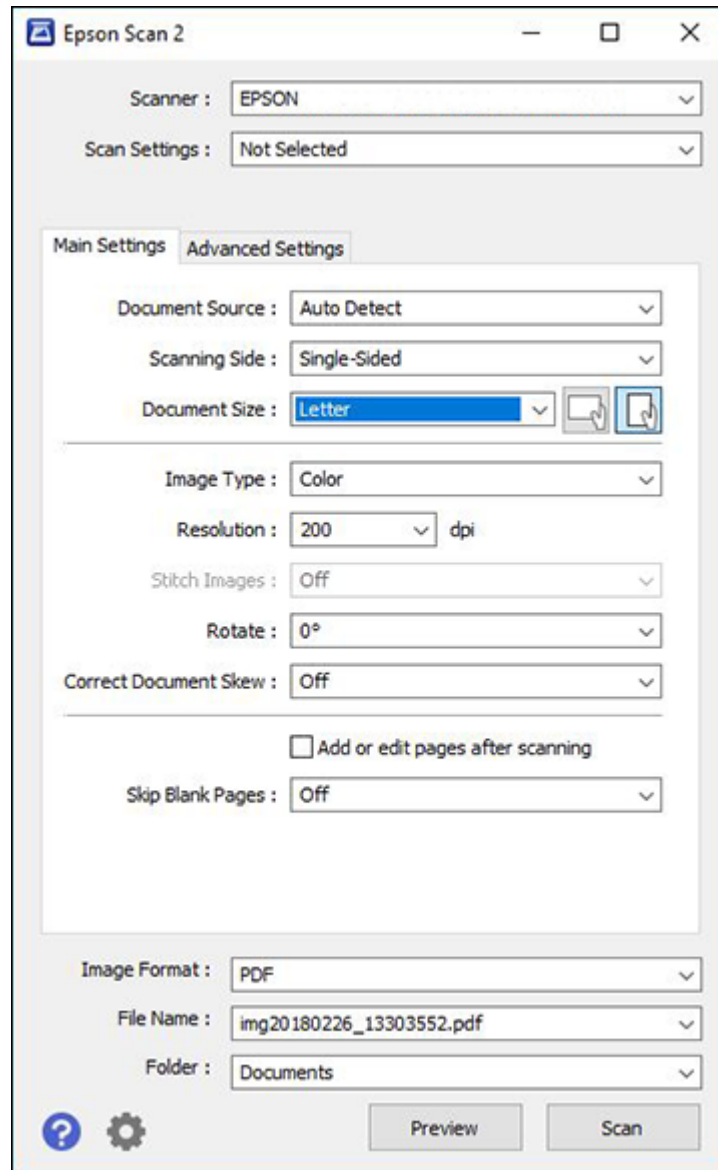 Epson Scan 2
Scanner : EPSON
Scan Settings : Not Selected
Main Settings Advanced Settings
Document Source : Auto Detect
Scanning Side : Single-Sided
Document Size : Letter
Image Type : Color
Resolution : 200 dpi
Stitch Images : Off
Rotate : 0°
Correct Document Skew : Off
Add or edit pages after scanning
Skip Blank Pages : Off
Image Format : PDF
File Name : img20180226_13303552.pdf
Folder : Documents
? Preview Scan